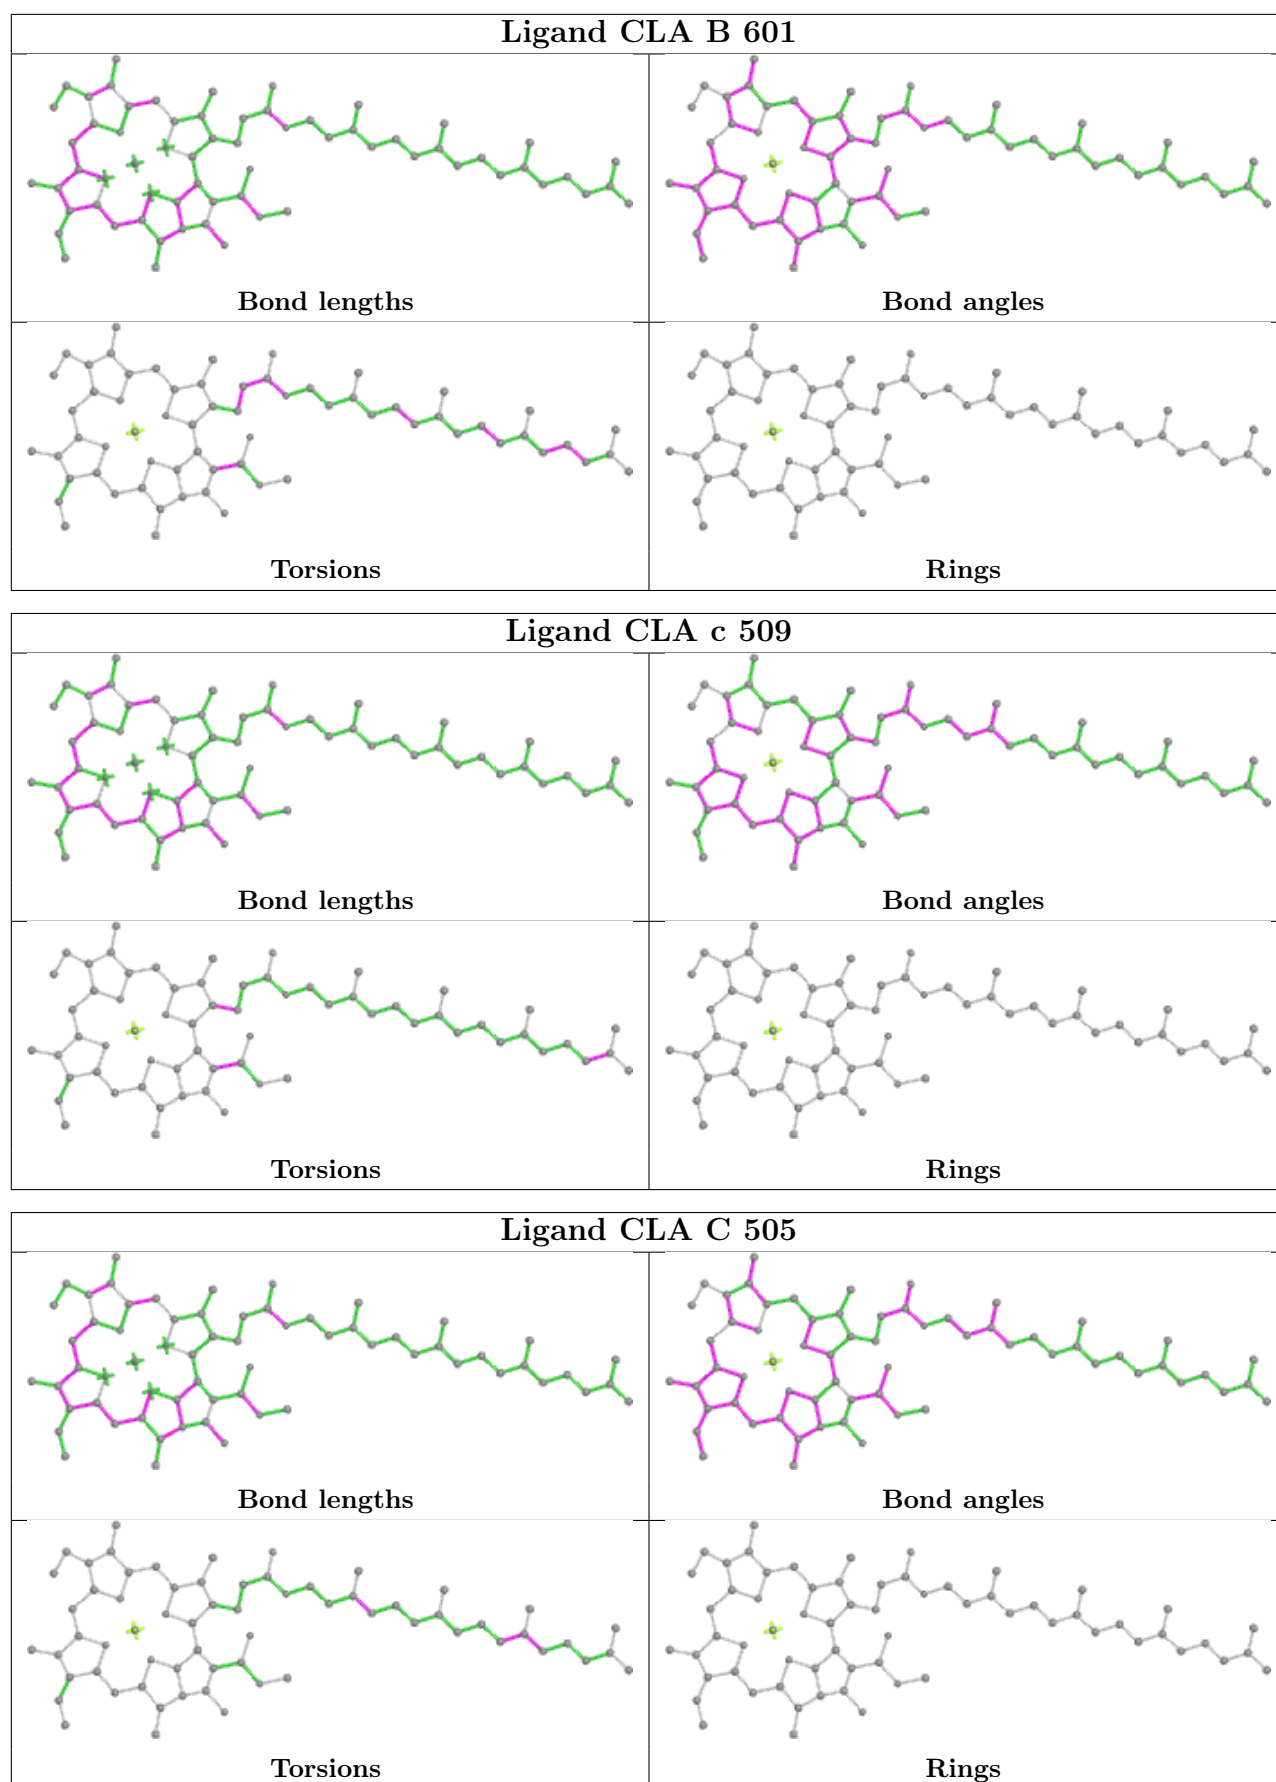 Ligand CLA B 601
Bond lengths
Bond angles
Torsions
Rings
Ligand CLA c 509
Bond lengths
Bond angles
Torsions
Rings
Ligand CLA C 505
Bond lengths
Bond angles
Torsions
Rings